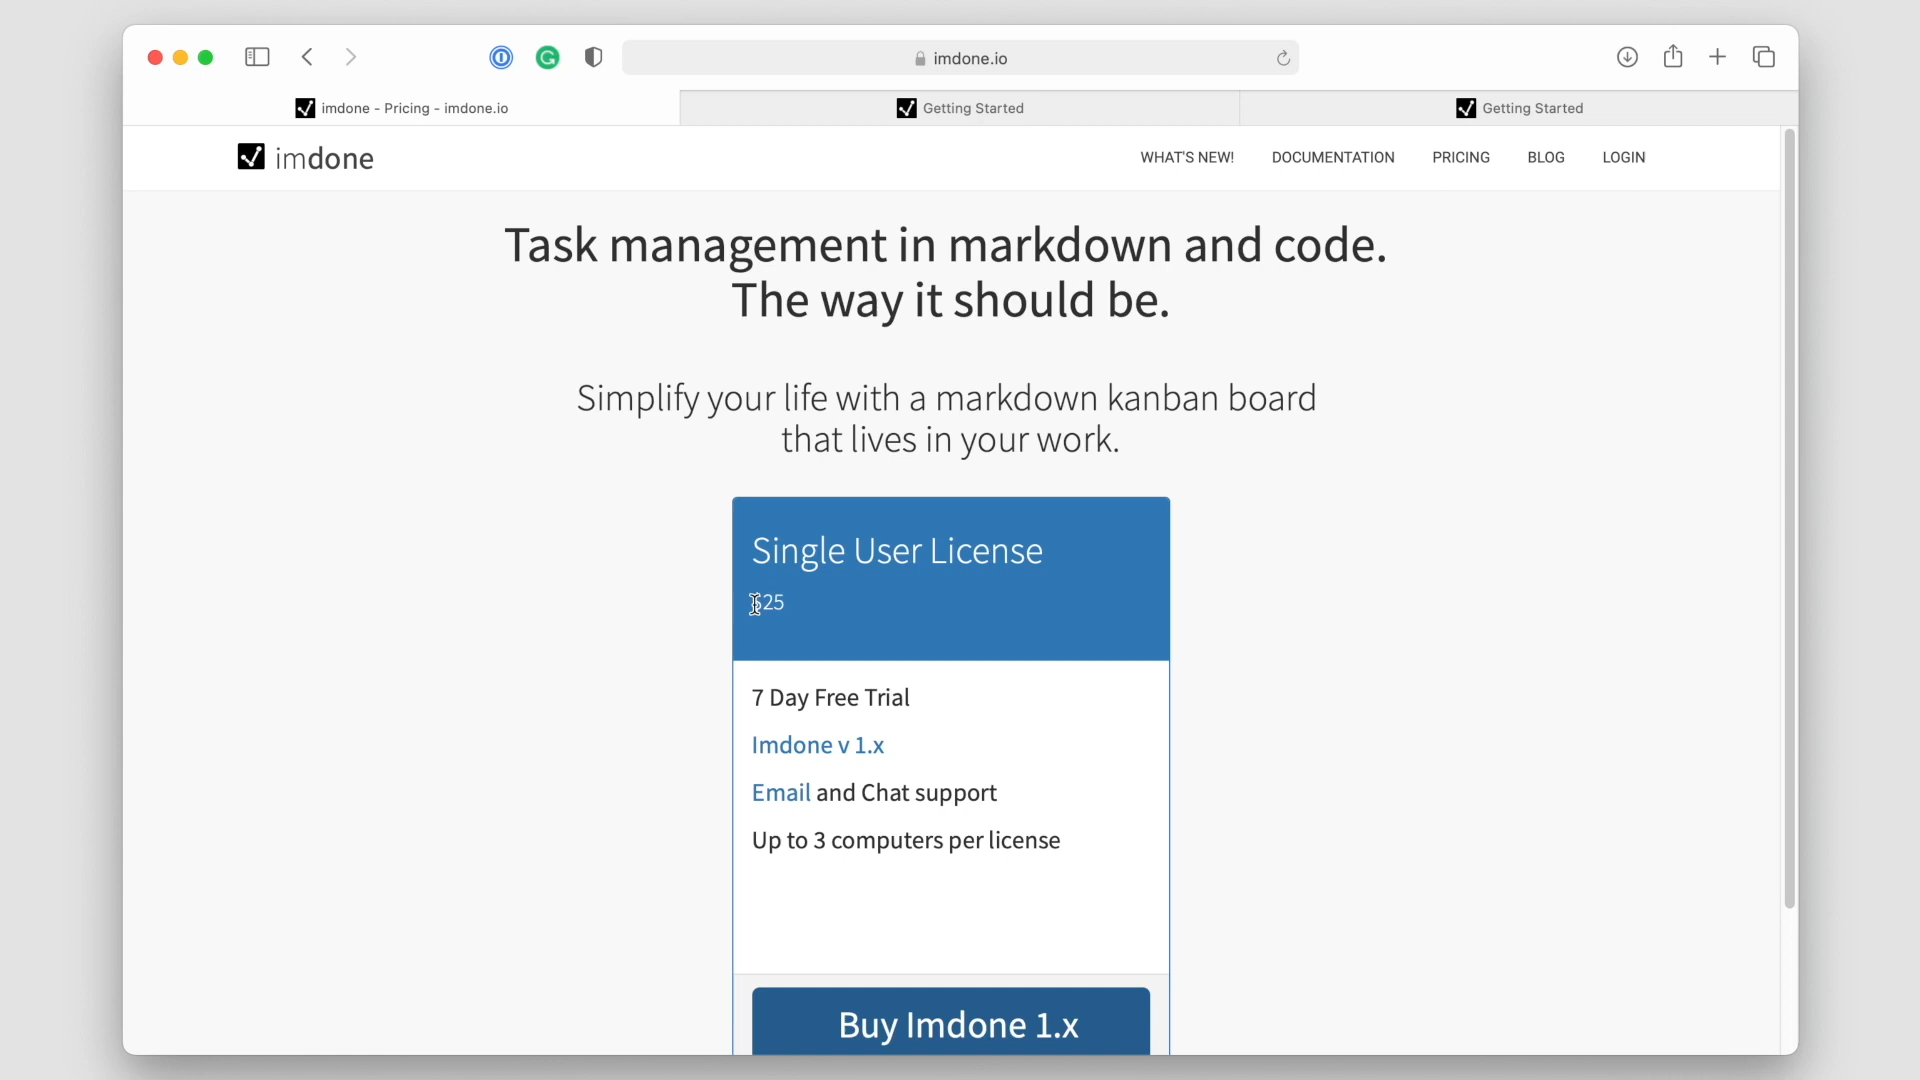 imdone.io
imdone - Pricing - imdone.io
Getting Started
Getting Started
imdone
WHAT'S NEW!
DOCUMENTATION
PRICING
BLOG
LOGIN
Task management in markdown and code.
The way it should be.
Simplify your life with a markdown kanban board
that lives in your work.
Single User License
$25
7 Day Free Trial
Imdone v 1.x
Email and Chat support
Up to 3 computers per license
Buy Imdone 1.x